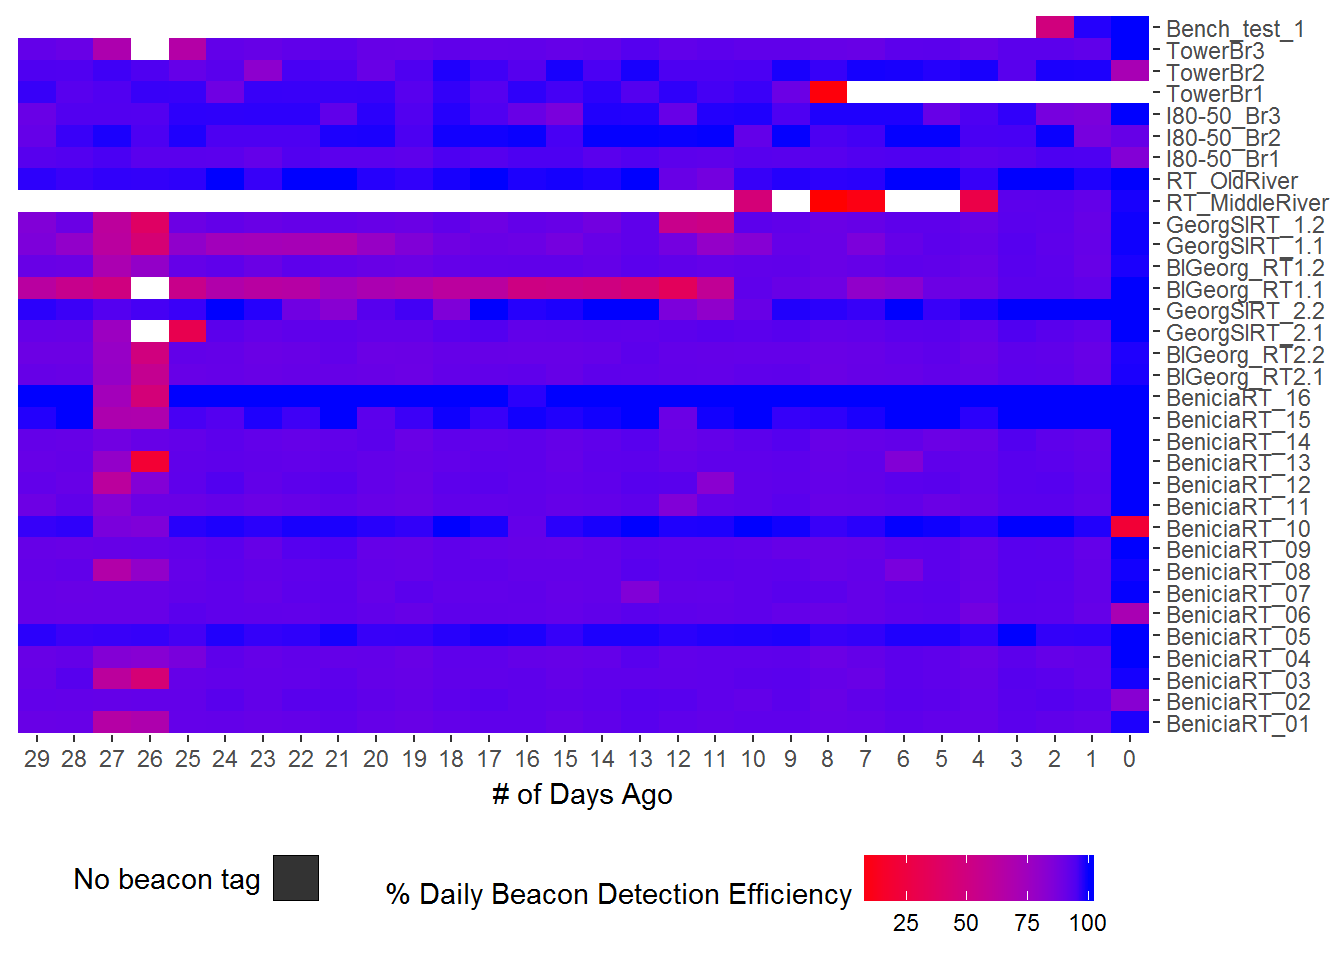 Bench_test_1
TowerBr3
TowerBr2
TowerBr1
I80-50_Br3
I80-50_Br2
I80-50_Br1
RT_OldRiver
RT_MiddleRiver
GeorgSlRT_1.2
GeorgSlRT_1.1
BlGeorg_RT1.2
BlGeorg_RT1.1
GeorgSlRT_2.2
GeorgSlRT_2.1
BlGeorg_RT2.2
BlGeorg_RT2.1
BeniciaRT_16
BeniciaRT_15
BeniciaRT_14
BeniciaRT_13
BeniciaRT_12
BeniciaRT_11
BeniciaRT_10
BeniciaRT_09
BeniciaRT_08
BeniciaRT_07
BeniciaRT_06
BeniciaRT_05
BeniciaRT_04
BeniciaRT_03
BeniciaRT_02
BeniciaRT_01
29 28 27 26 25 24 23 22 21 20 19 18 17 16 15 14 13 12 11 10 9 8 7 6 5 4 3 2 1 0
# of Days Ago
No beacon tag
% Daily Beacon Detection Efficiency
25 50 75 100